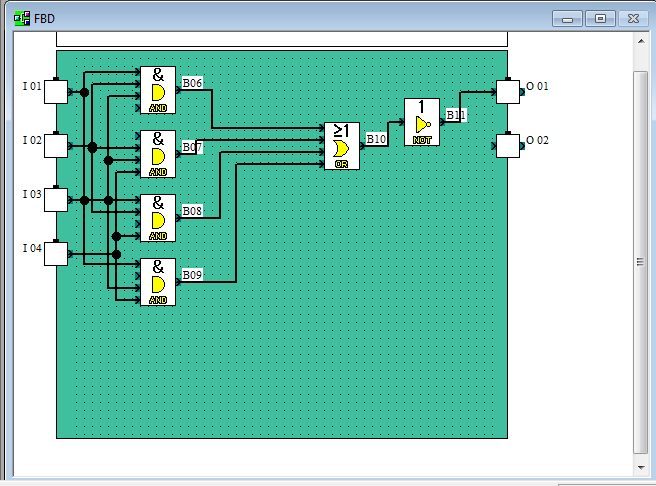 FBD
I 01
I 02
I 03
I 04
&
AND
B06
&
AND
B07
&
AND
B08
&
AND
B09
≥1
OR
B10
1
NOT
B11
O 01
O 02